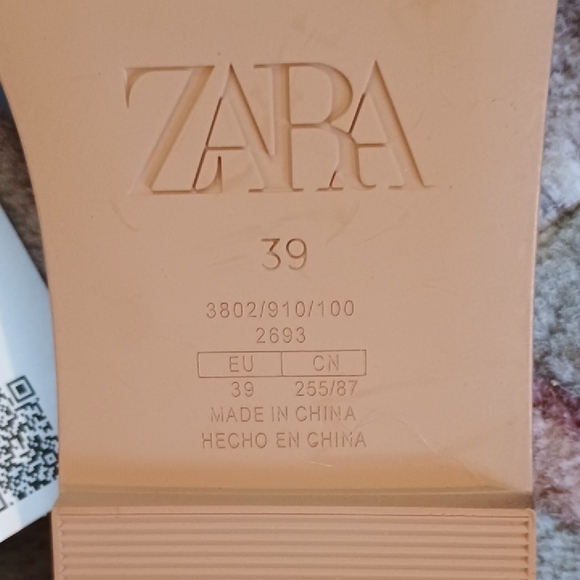 ZARA
39
3802/910/100
2693
EU CN
39 255/87
MADE IN CHINA
HECHO EN CHINA